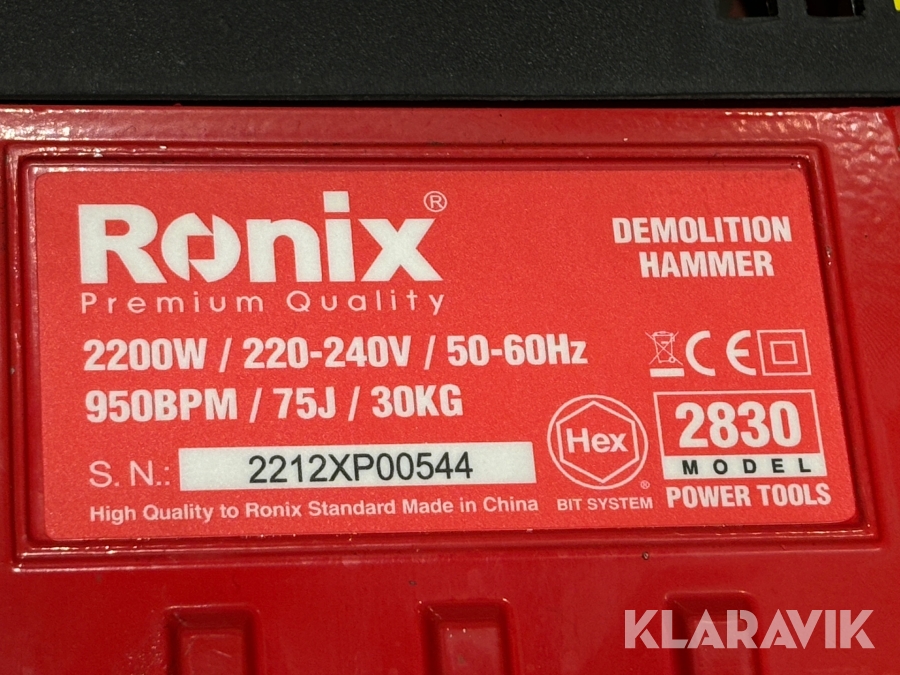 Ronix®
Premium Quality
DEMOLITION
HAMMER
2200W / 220-240V / 50-60Hz
950BPM / 75J / 30KG
CE
S. N.: 2212XP00544
High Quality to Ronix Standard Made in China
Hex®
BIT SYSTEM
2830
MODEL
POWER TOOLS
KLARAVIK